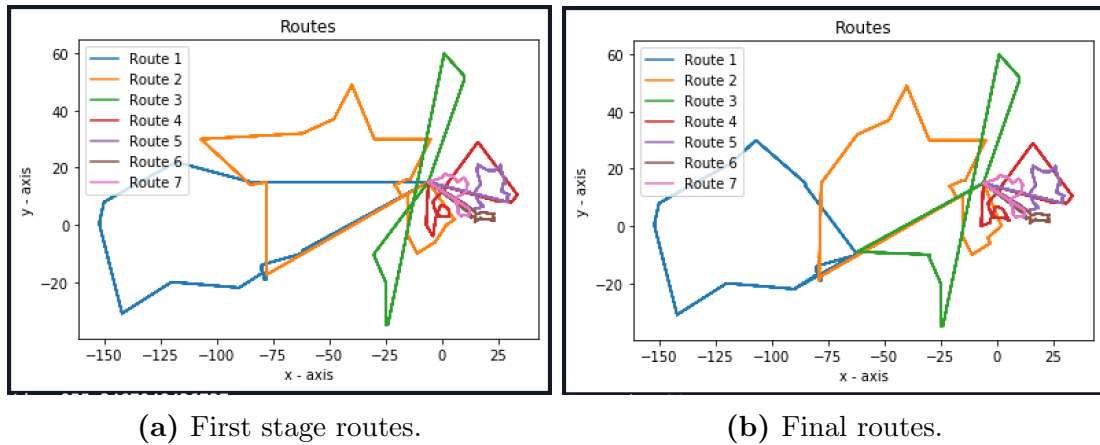 Routes
Route 1
Route 2
Route 3
Route 4
Route 5
Route 6
Route 7
60
40
20
0
−20
y - axis
−150
−125
−100
−75
−50
−25
0
25
x - axis
(a) First stage routes.
Routes
Route 1
Route 2
Route 3
Route 4
Route 5
Route 6
Route 7
60
40
20
0
−20
y - axis
−150
−125
−100
−75
−50
−25
0
25
x - axis
(b) Final routes.